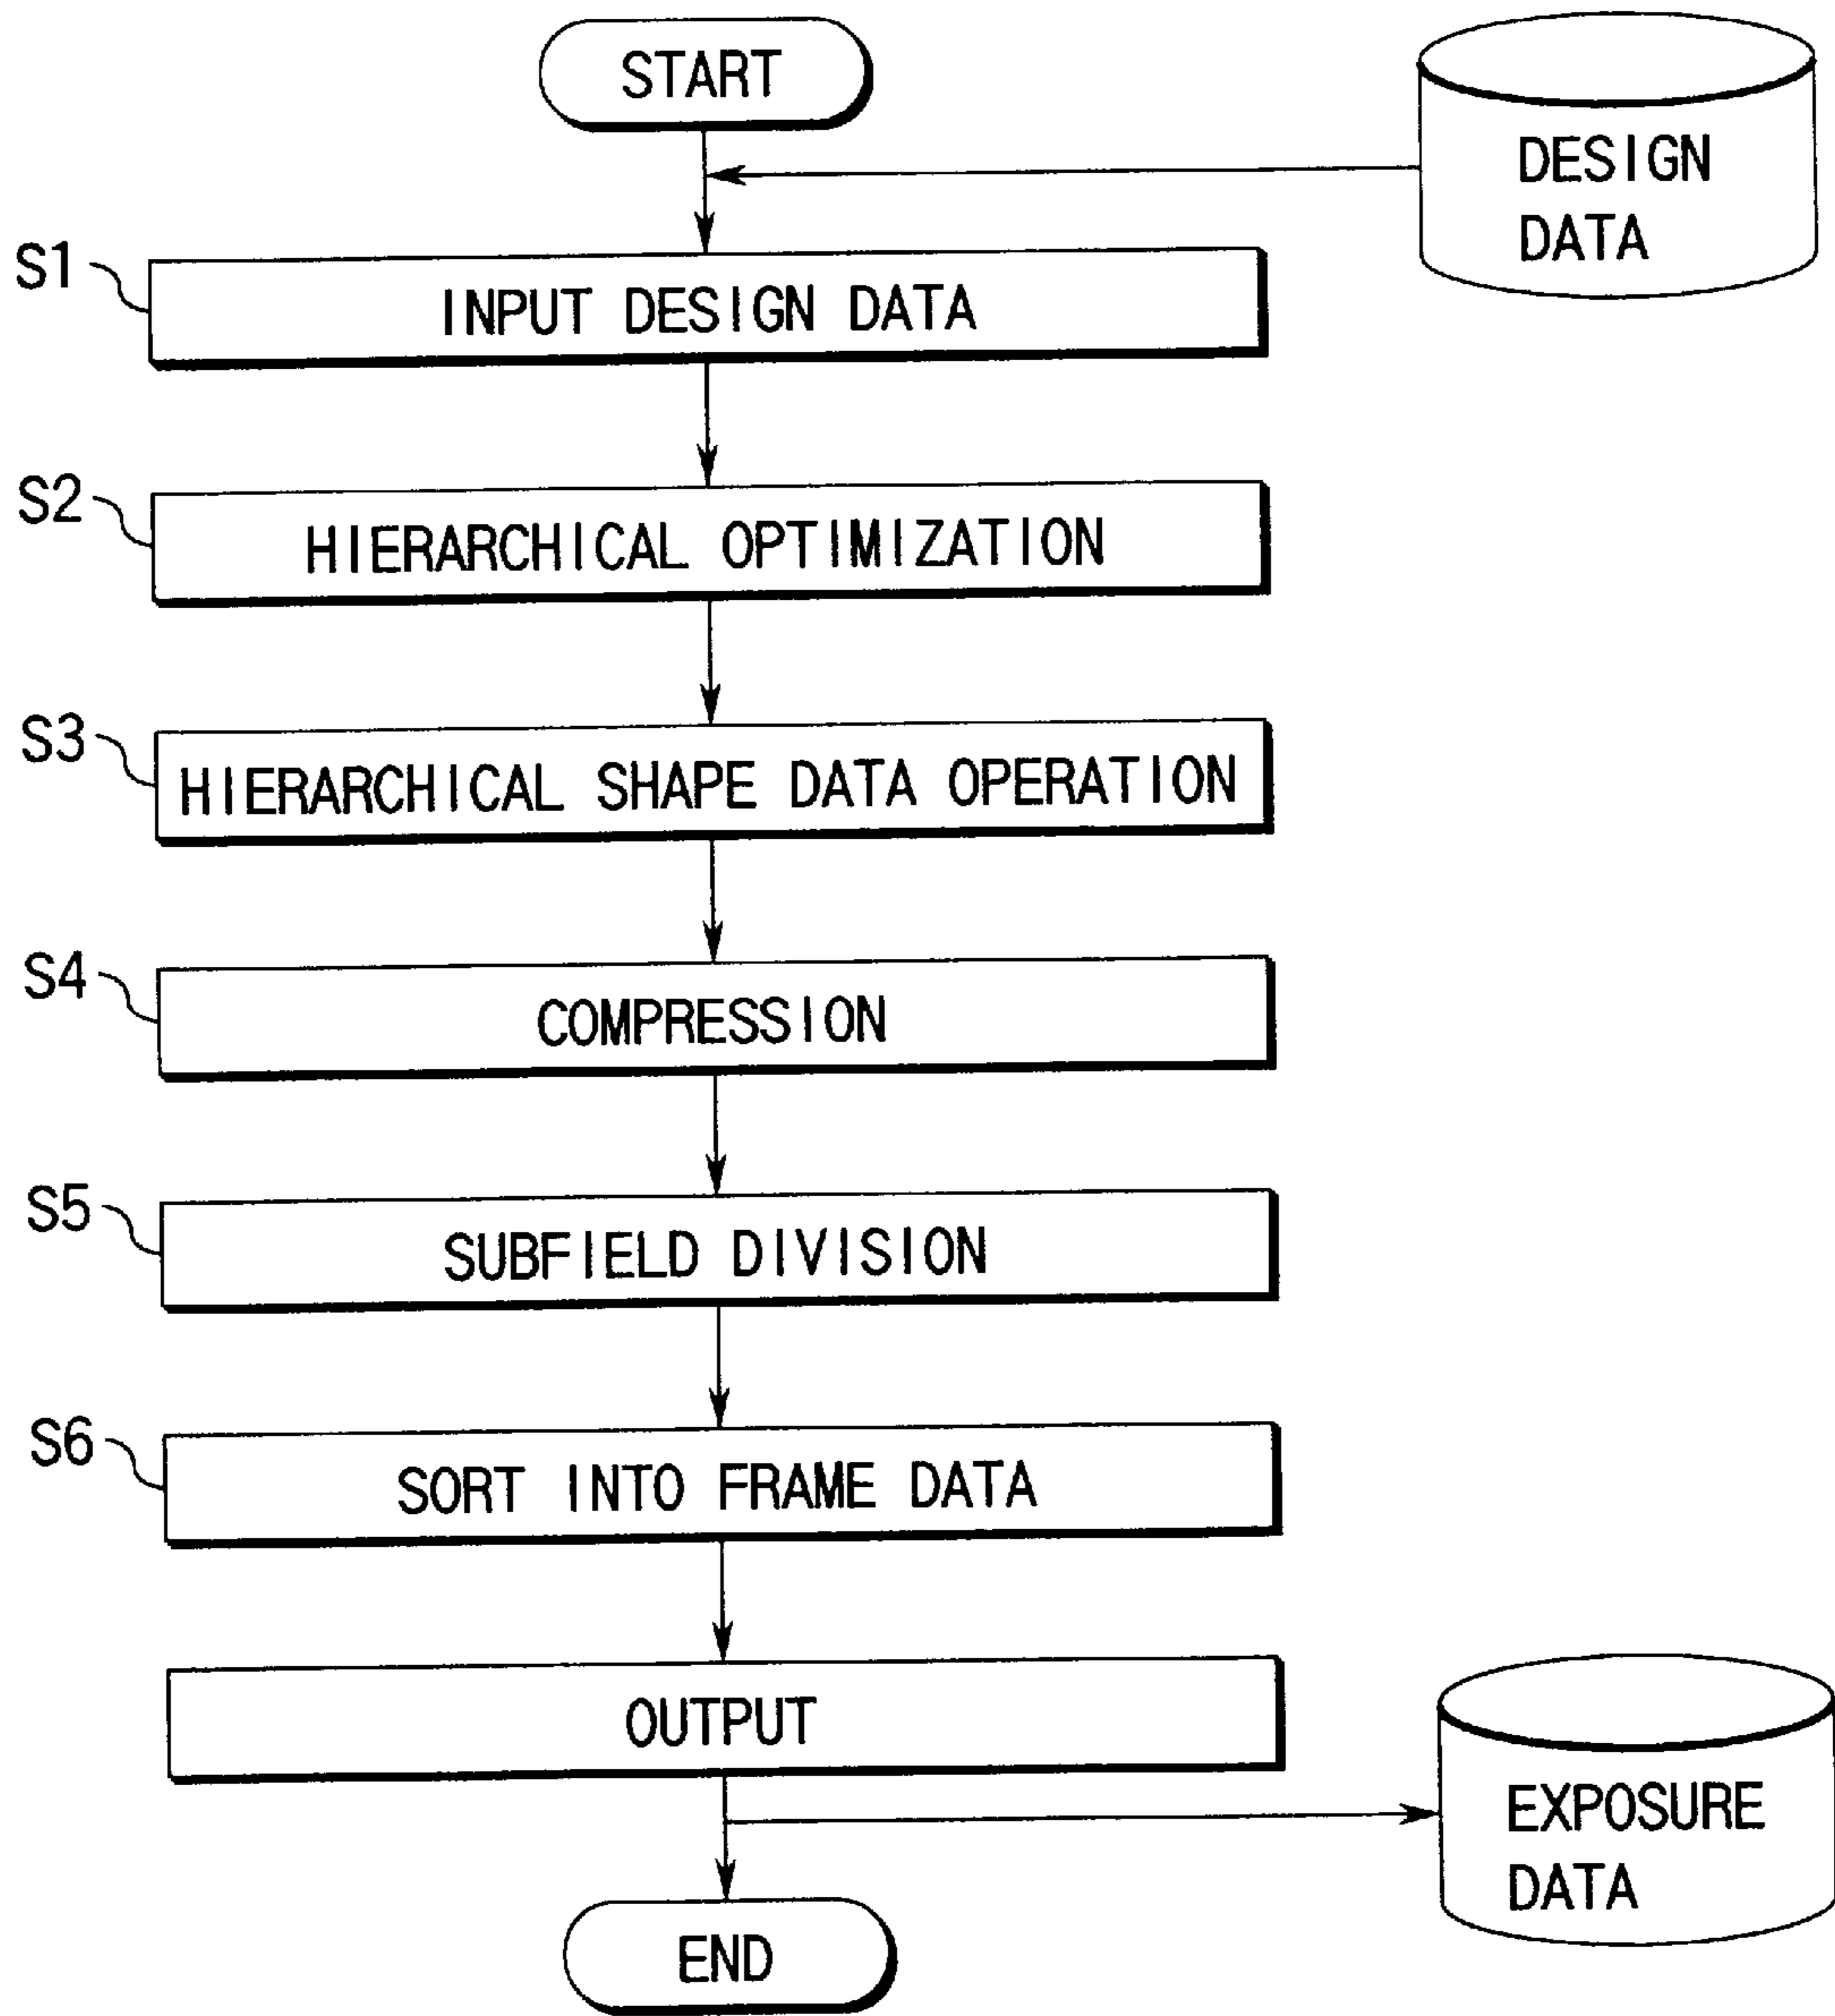 START
DESIGN
DATA
S1
INPUT DESIGN DATA
S2
HIERARCHICAL OPTIMIZATION
S3
HIERARCHICAL SHAPE DATA OPERATION
S4
COMPRESSION
S5
SUBFIELD DIVISION
S6
SORT INTO FRAME DATA
OUTPUT
EXPOSURE
DATA
END